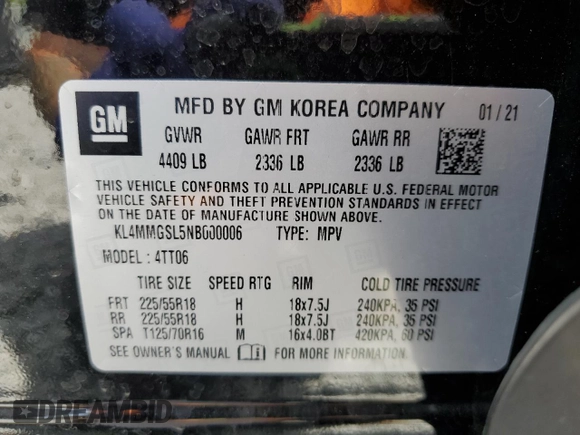 GM
MFD BY GM KOREA COMPANY 01/21
GVWR GAWR FRT GAWR RR
4409 LB 2336 LB 2336 LB
THIS VEHICLE CONFORMS TO ALL APPLICABLE U.S. FEDERAL MOTOR
VEHICLE SAFETY AND THEFT PREVENTION STANDARDS IN EFFECT
ON THE DATE OF MANUFACTURE SHOWN ABOVE.
KL4MMGSL5NB000006 TYPE: MPV
MODEL: 4TT06
TIRE SIZE SPEED RTG RIM COLD TIRE PRESSURE
FRT 225/55R18 H 18x7.5J 240KPA, 35 PSI
RR 225/55R18 H 18x7.5J 240KPA, 35 PSI
SPA T125/70R16 M 16x4.0BT 420KPA, 60 PSI
SEE OWNER'S MANUAL i FOR MORE INFORMATION.
DREAMBID